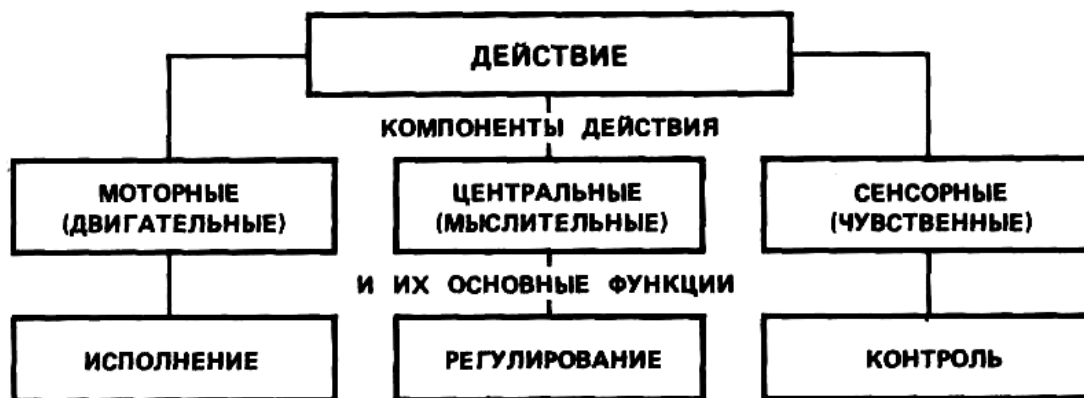 ДЕЙСТВИЕ
КОМПОНЕНТЫ ДЕЙСТВИЯ
МОТОРНЫЕ
(ДВИГАТЕЛЬНЫЕ)
ЦЕНТРАЛЬНЫЕ
(МЫСЛИТЕЛЬНЫЕ)
СЕНСОРНЫЕ
(ЧУВСТВЕННЫЕ)
И ИХ ОСНОВНЫЕ ФУНКЦИИ
ИСПОЛНЕНИЕ
РЕГУЛИРОВАНИЕ
КОНТРОЛЬ